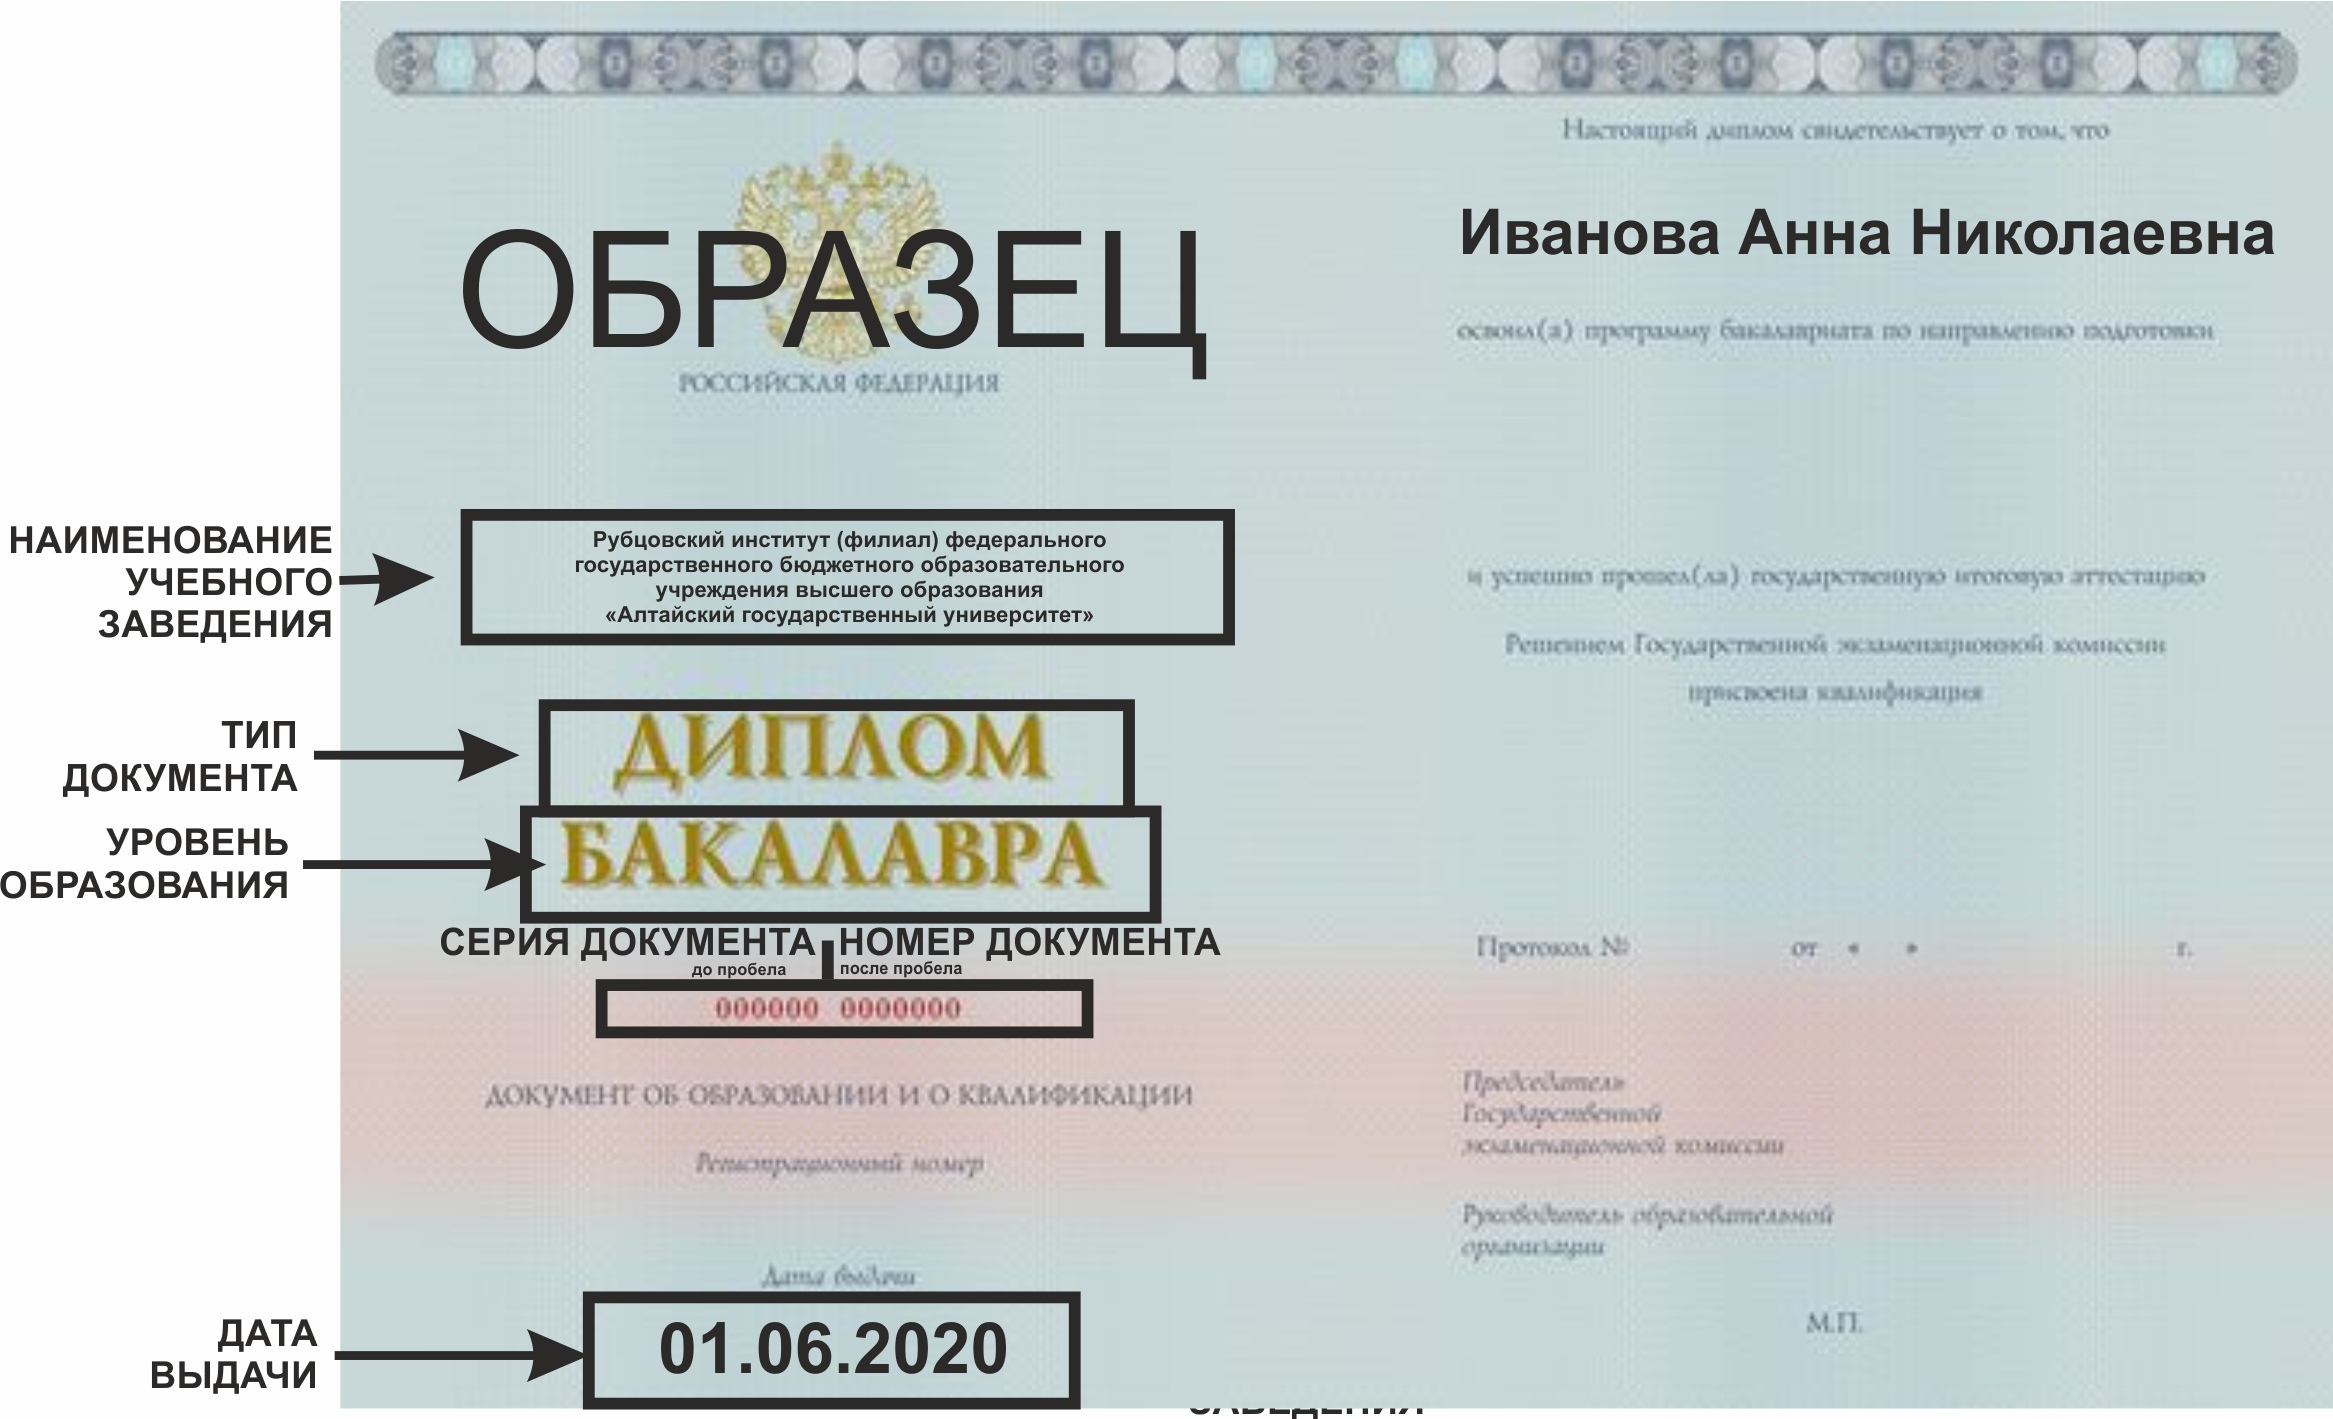 Настоящий диплом свидетельствует о том, что
Иванова Анна Николаевна
ОБРАЗЕЦ
освоил(а) программу бакалавриата по направлению подготовки
РОССИЙСКАЯ ФЕДЕРАЦИЯ
НАИМЕНОВАНИЕ
УЧЕБНОГО
ЗАВЕДЕНИЯ
Рубцовский институт (филиал) федерального
государственного бюджетного образовательного
учреждения высшего образования
«Алтайский государственный университет»
и успешно прошел(ла) государственную итоговую аттестацию
Решением Государственной экзаменационной комиссии
присвоена квалификация
ТИП
ДОКУМЕНТА
ДИПЛОМ
УРОВЕНЬ
ОБРАЗОВАНИЯ
БАКАЛАВРА
СЕРИЯ ДОКУМЕНТА НОМЕР ДОКУМЕНТА
до пробела после пробела
000000 0000000
Протокол № от « » г.
ДОКУМЕНТ ОБ ОБРАЗОВАНИИ И О КВАЛИФИКАЦИИ
Регистрационный номер
Председатель
Государственной
экзаменационной комиссии
Руководитель образовательной
организации
Дата выдачи
ДАТА
ВЫДАЧИ
01.06.2020
М.П.
ЗАВЕДЕНИЯ